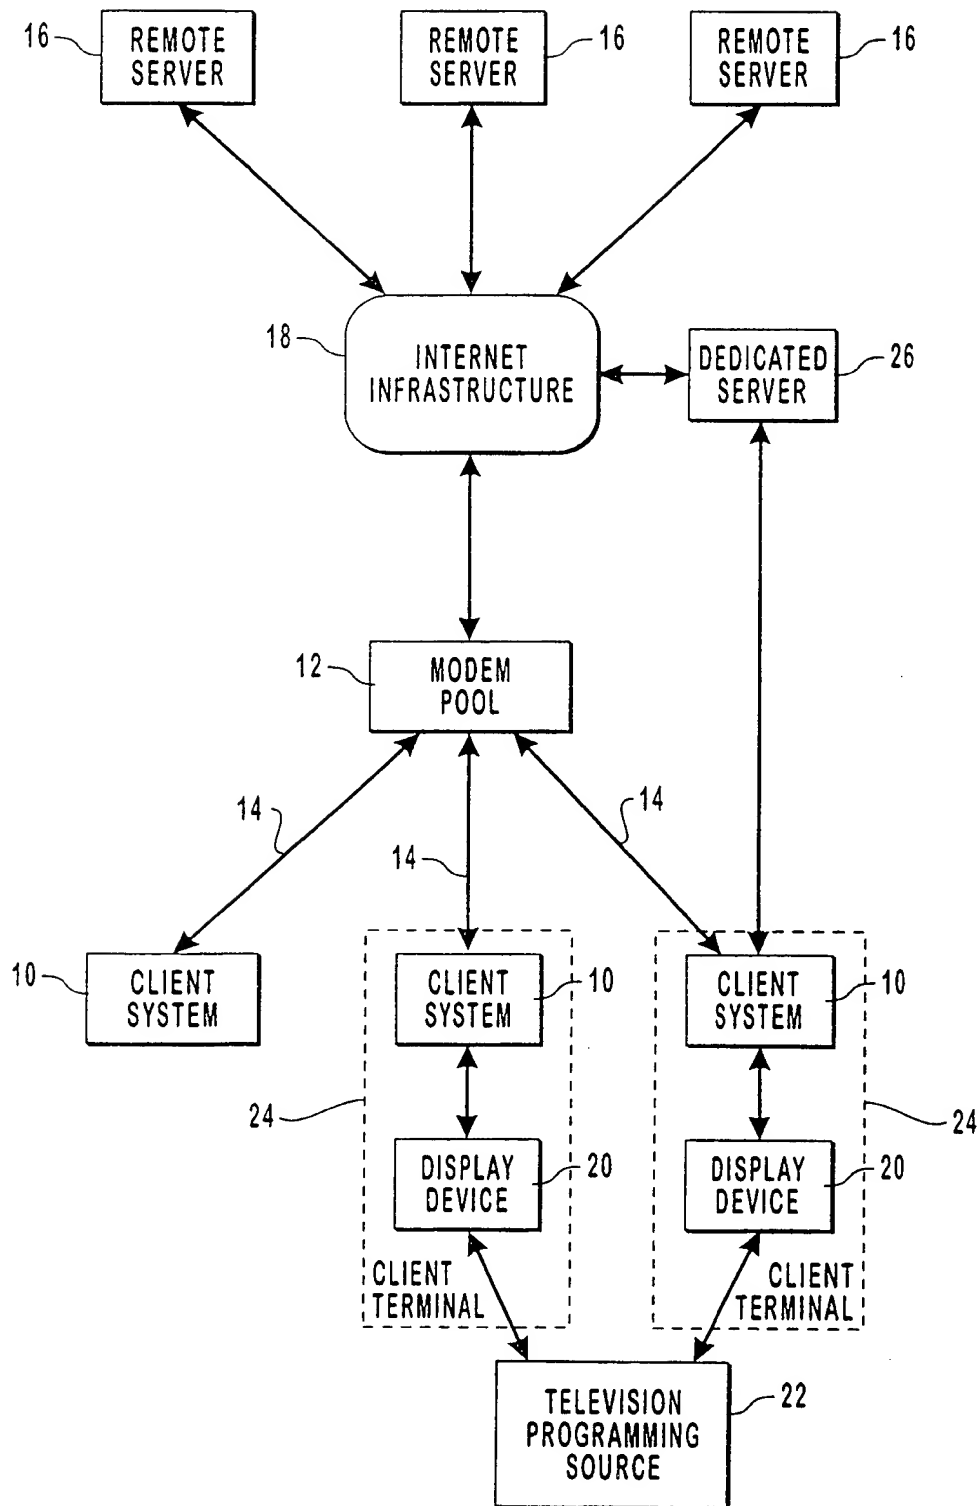 16
REMOTE
SERVER
REMOTE
SERVER
16
REMOTE
SERVER
16
18
INTERNET
INFRASTRUCTURE
DEDICATED
SERVER
26
12
MODEM
POOL
14
14
14
10
CLIENT
SYSTEM
CLIENT
SYSTEM
10
CLIENT
SYSTEM
10
24
24
DISPLAY
DEVICE
20
DISPLAY
DEVICE
20
CLIENT
TERMINAL
CLIENT
TERMINAL
TELEVISION
PROGRAMMING
SOURCE
22